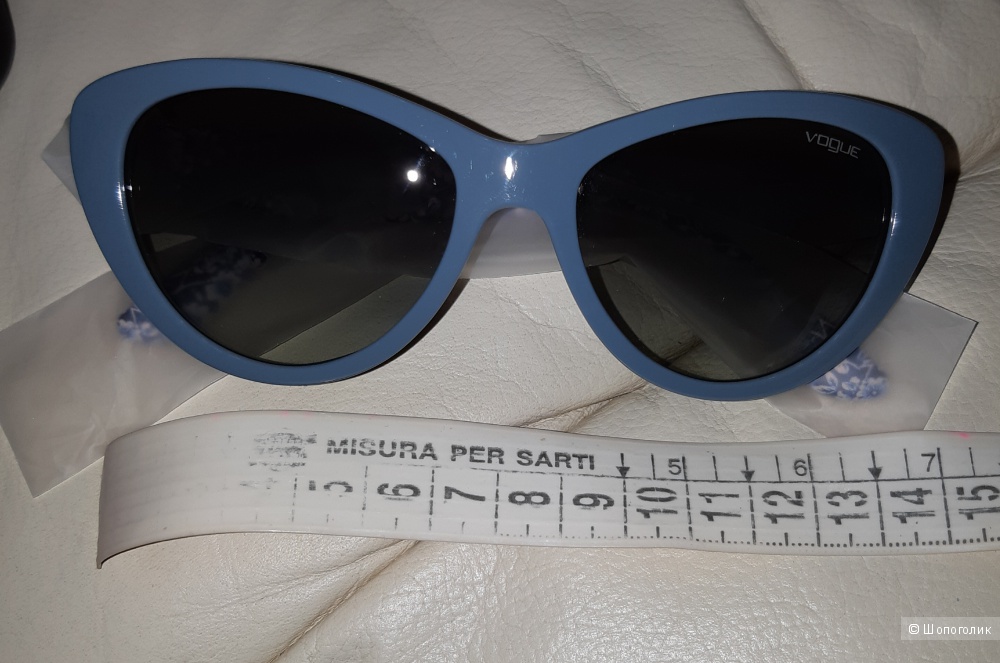 VOGUE
MISURA PER SARTI
5 6 7
5 6 7 8 9 10 11 12 13 14 15
© Шопоголик